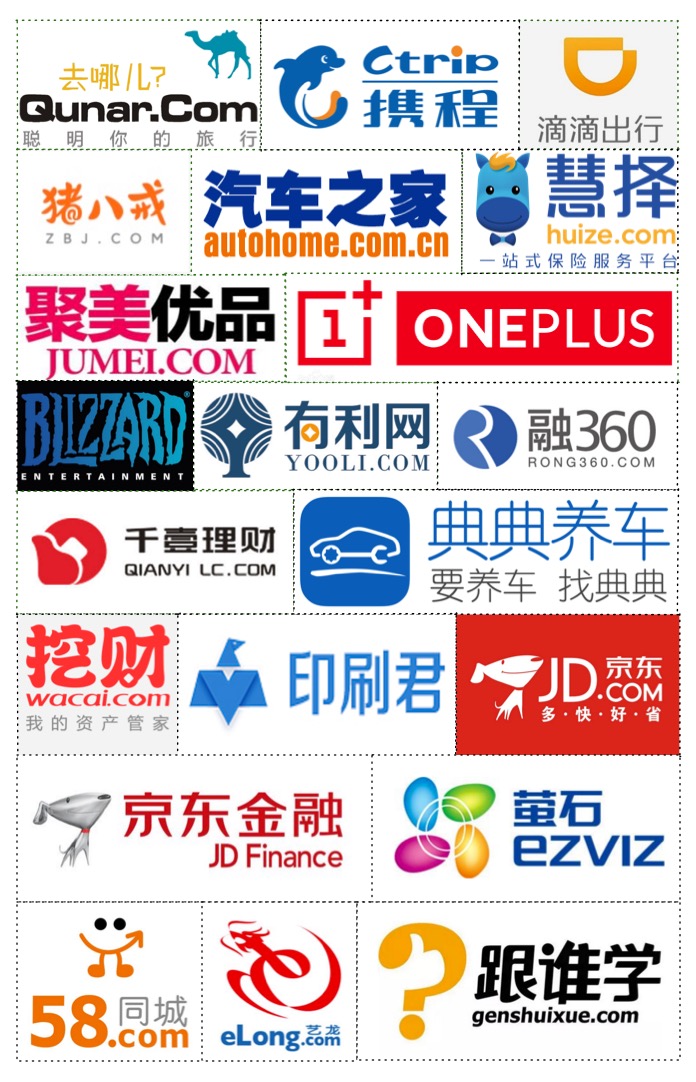 去哪儿?
Qunar.Com
聪明你的旅行
Ctrip
携程
滴滴出行
猪八戒
ZBJ.COM
汽车之家
autohome.com.cn
慧择
huize.com
一站式保险服务平台
聚美优品
JUMEI.COM
1+ ONEPLUS
BLIZZARD®
ENTERTAINMENT
有利网
YOOLI.COM
融360
RONG360.COM
千壹理财
QIANYI LC.COM
典典养车
要养车 找典典
挖财
wacai.com
我的资产管家
印刷君
JD.COM 京东
多·快·好·省
京东金融
JD Finance
萤石
ezviz
58同城
.com
艺龙
eLong.com
跟谁学
genshuixue.com